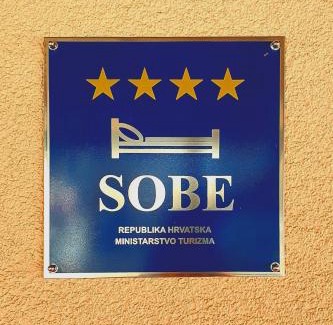 SOBE
REPUBLIKA HRVATSKA
MINISTARSTVO TURIZMA